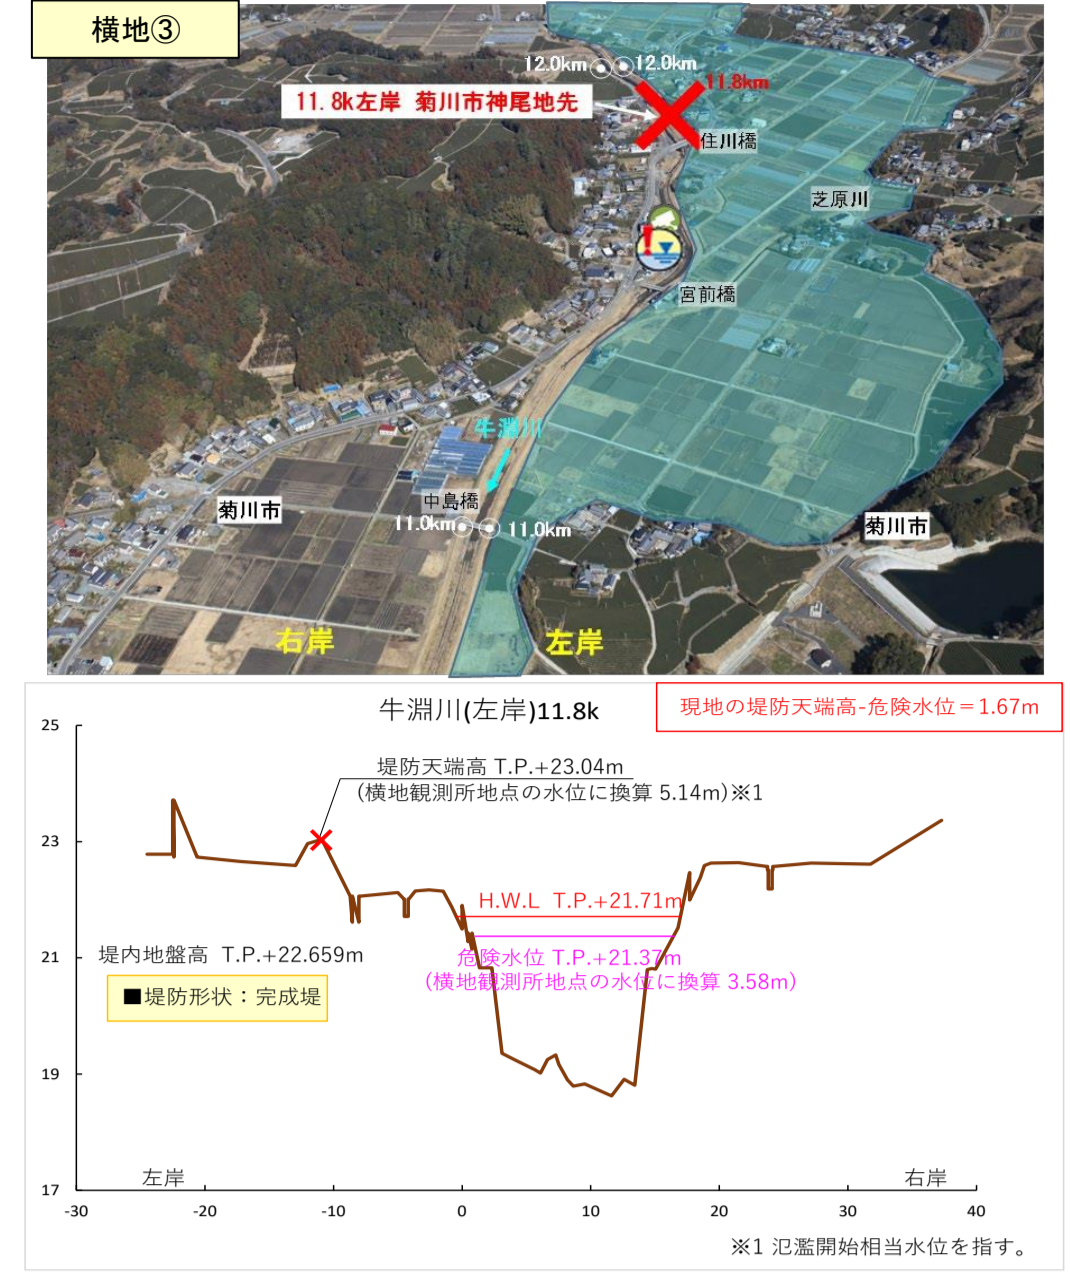 横地③
12.0km 12.0km
11.8km
11.8k左岸 菊川市神尾地先
住川橋
芝原川
宮前橋
牛淵川
中島橋
菊川市
11.0km 11.0km
菊川市
右岸
左岸
牛淵川(左岸)11.8k
現地の堤防天端高-危険水位＝1.67m
堤防天端高 T.P.+23.04m
(横地観測所地点の水位に換算 5.14m)※1
H.W.L T.P.+21.71m
堤内地盤高 T.P.+22.659m
危険水位 T.P.+21.37m
(横地観測所地点の水位に換算 3.58m)
■堤防形状：完成堤
25
23
21
19
17
左岸
右岸
-30 -20 -10 0 10 20 30 40
※1 氾濫開始相当水位を指す。